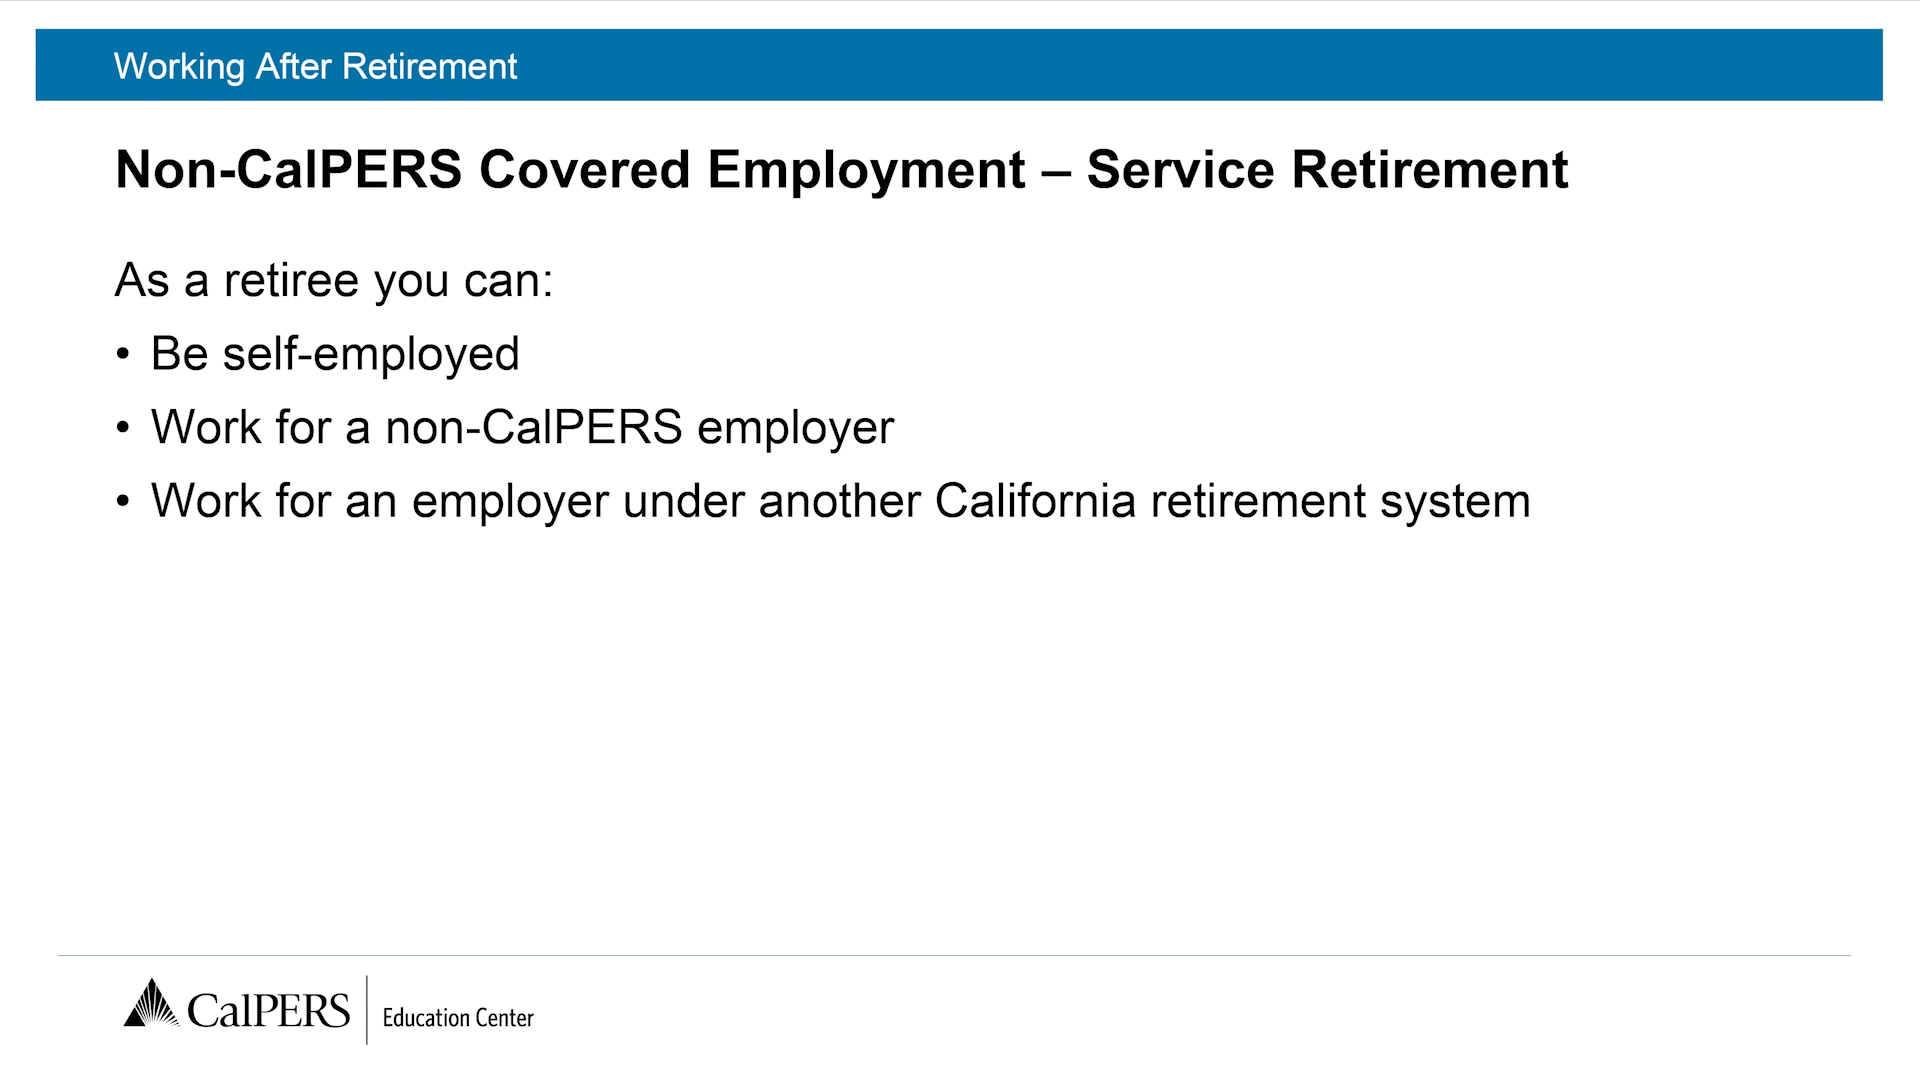 Working After Retirement
Non-CalPERS Covered Employment – Service Retirement
As a retiree you can:
• Be self-employed
• Work for a non-CalPERS employer
• Work for an employer under another California retirement system
CalPERS Education Center